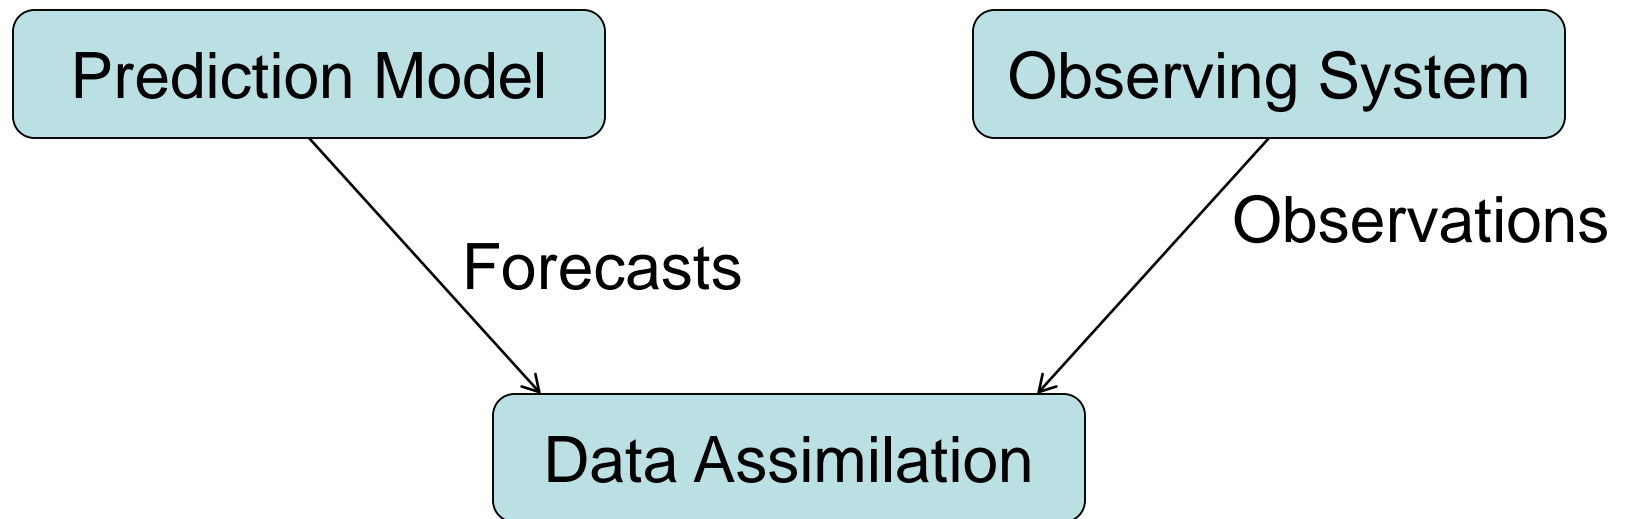 Prediction Model
Observing System
Observations
Forecasts
Data Assimilation